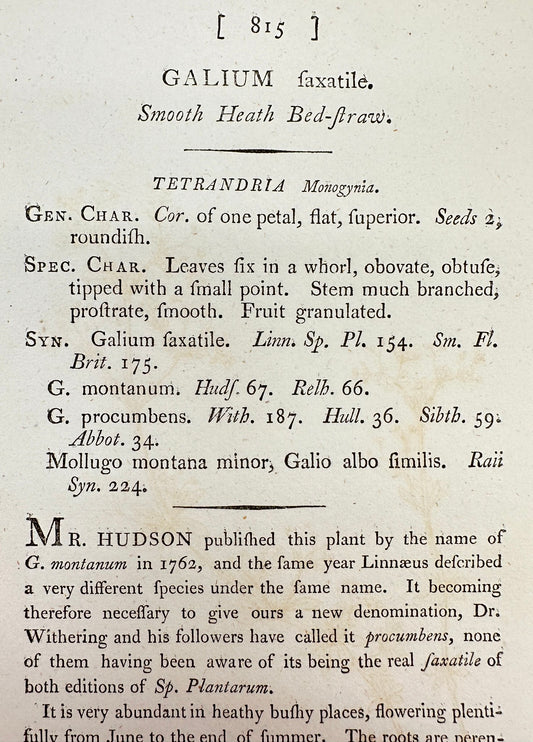 [ 815 ]
GALIUM ſaxatile.
Smooth Heath Bed-ſtraw.
TETRANDRIA Monogynia.
GEN. CHAR. Cor. of one petal, flat, ſuperior. Seeds 2,
roundiſh.
SPEC. CHAR. Leaves ſix in a whorl, obovate, obtuſe,
tipped with a ſmall point. Stem much branched,
proſtrate, ſmooth. Fruit granulated.
SYN. Galium ſaxatile. Linn. Sp. Pl. 154. Sm. Fl.
Brit. 175.
G. montanum. Hudſ. 67. Relh. 66.
G. procumbens. With. 187. Hull. 36. Sibth. 59.
Abbot. 34.
Mollugo montana minor, Galio albo ſimilis. Raii
Syn. 224.
MR. HUDSON publiſhed this plant by the name of
G. montanum in 1762, and the ſame year Linnæus deſcribed
a very different ſpecies under the ſame name. It becoming
therefore neceſſary to give ours a new denomination, Dr.
Withering and his followers have called it procumbens, none
of them having been aware of its being the real ſaxatile of
both editions of Sp. Plantarum.
It is very abundant in heathy buſhy places, flowering plenti-
fully from June to the end of ſummer. The roots are peren-